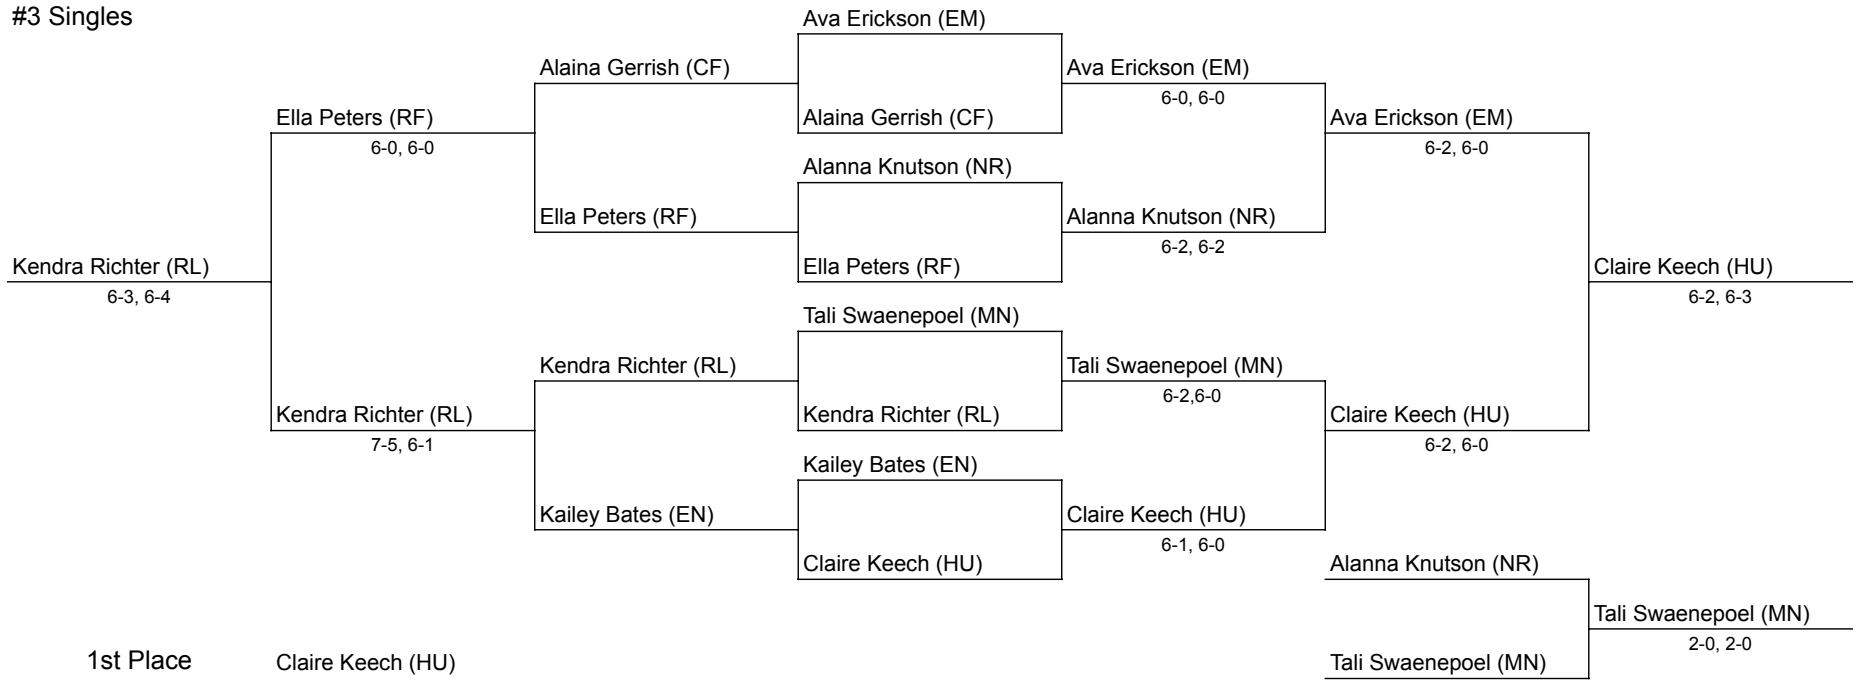 #3 Singles
Ava Erickson (EM)
Alaina Gerrish (CF)
Ava Erickson (EM)
6-0, 6-0
Ella Peters (RF)
6-0, 6-0
Alaina Gerrish (CF)
Ava Erickson (EM)
6-2, 6-0
Alanna Knutson (NR)
Ella Peters (RF)
Alanna Knutson (NR)
6-2, 6-2
Kendra Richter (RL)
6-3, 6-4
Ella Peters (RF)
Claire Keech (HU)
6-2, 6-3
Tali Swaenepoel (MN)
Kendra Richter (RL)
Tali Swaenepoel (MN)
6-2,6-0
Kendra Richter (RL)
7-5, 6-1
Kendra Richter (RL)
Claire Keech (HU)
6-2, 6-0
Kailey Bates (EN)
Kailey Bates (EN)
Claire Keech (HU)
6-1, 6-0
Claire Keech (HU)
Alanna Knutson (NR)
Tali Swaenepoel (MN)
2-0, 2-0
1st Place
Claire Keech (HU)
Tali Swaenepoel (MN)